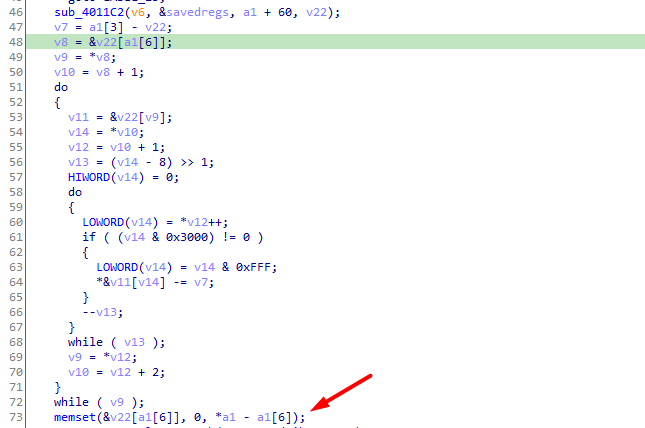 46 sub_4011C2(v6, &savedregs, a1 + 60, v22);
47 v7 = a1[3] - v22;
48 v8 = &v22[a1[6]];
49 v9 = *v8;
50 v10 = v8 + 1;
51 do
52 {
53 v11 = &v22[v9];
54 v14 = *v10;
55 v12 = v10 + 1;
56 v13 = (v14 - 8) >> 1;
57 HIWORD(v14) = 0;
58 do
59 {
60 LOWORD(v14) = *v12++;
61 if ( (v14 & 0x3000) != 0 )
62 {
63 LOWORD(v14) = v14 & 0xFFF;
64 *&v11[v14] -= v7;
65 }
66 --v13;
67 }
68 while ( v13 );
69 v9 = *v12;
70 v10 = v12 + 2;
71 }
72 while ( v9 );
73 memset(&v22[a1[6]], 0, *a1 - a1[6]);